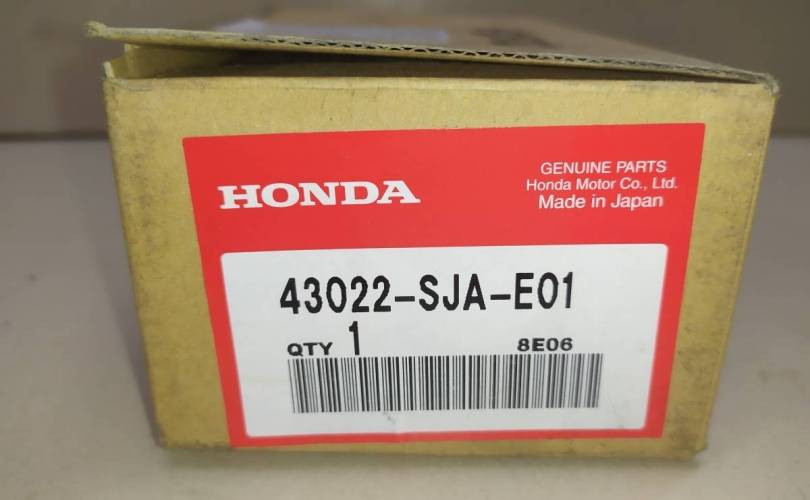 HONDA
GENUINE PARTS
Honda Motor Co., Ltd.
Made in Japan
43022-SJA-E01
QTY 1 8E06